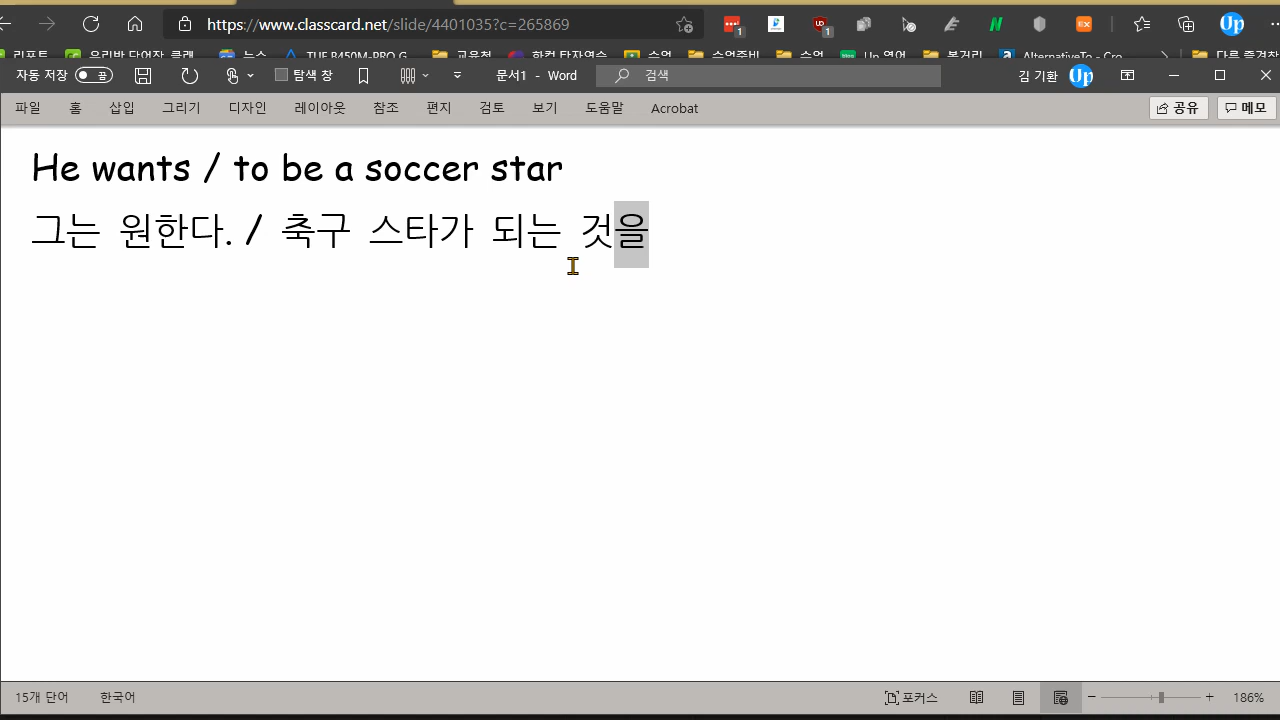 https://www.classcard.net/slide/4401035?c=265869
자동 저장 끔 탐색 창 문서1 - Word 검색 김 기환 Up
파일 홈 삽입 그리기 디자인 레이아웃 참조 편지 검토 보기 도움말 Acrobat 공유 메모
He wants / to be a soccer star
그는 원한다. / 축구 스타가 되는 것을
15개 단어 한국어 포커스 186%